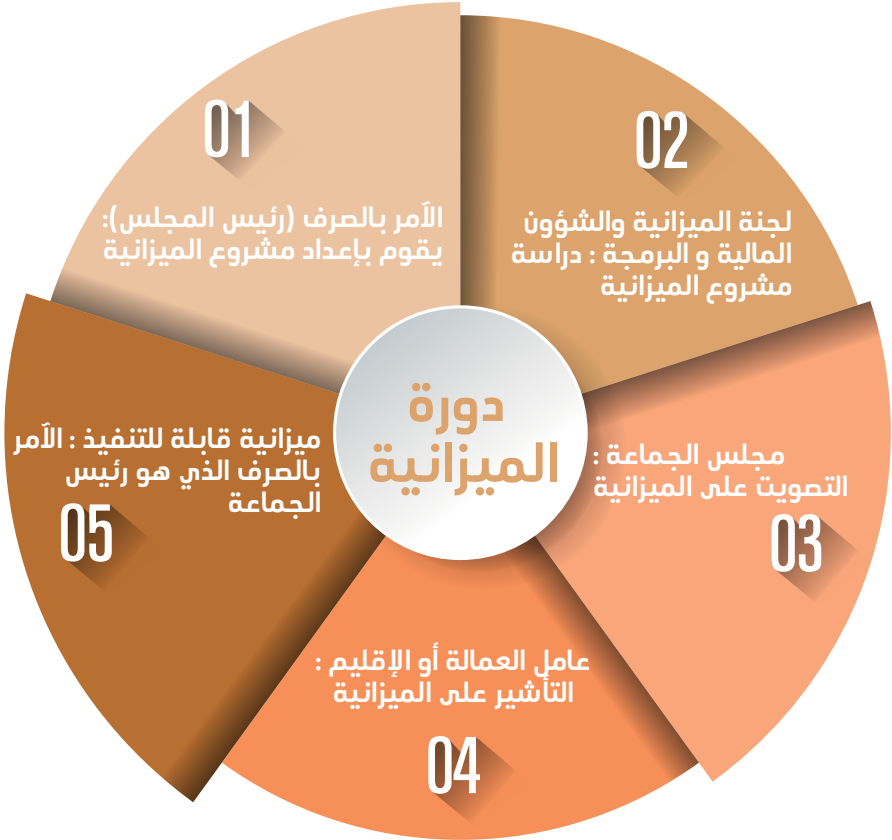 01
الآمر بالصرف (رئيس المجلس):
يقوم بإعداد مشروع الميزانية
02
لجنة الميزانية والشؤون
المالية و البرمجة : دراسة
مشروع الميزانية
مجلس الجماعة :
التصويت على الميزانية
03
عامل العمالة أو الإقليم :
التأشير على الميزانية
04
ميزانية قابلة للتنفيذ : الآمر
بالصرف الذي هو رئيس
الجماعة
05
دورة
الميزانية